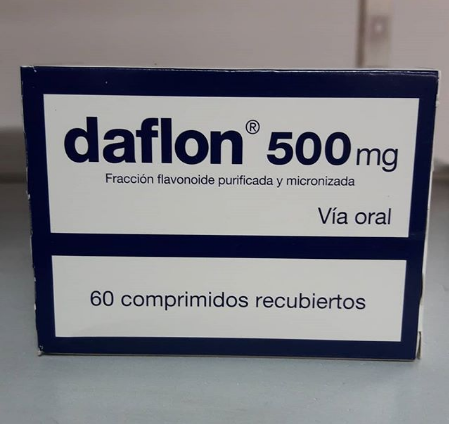 daflon® 500mg
Fracción flavonoide purificada y micronizada
Vía oral
60 comprimidos recubiertos